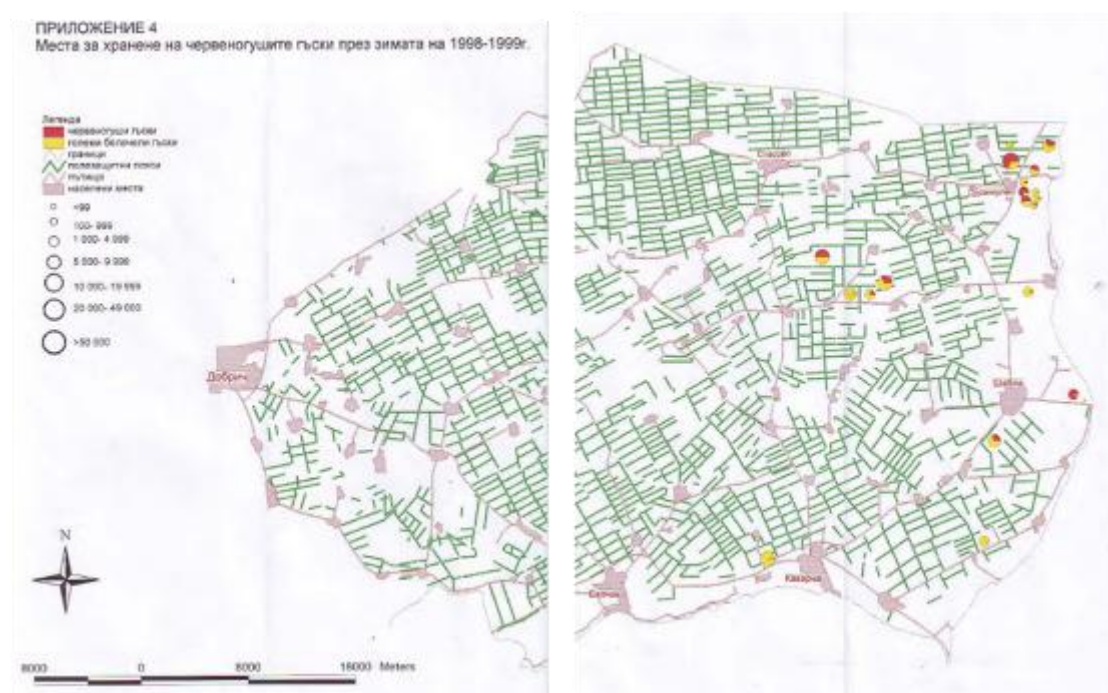 ПРИЛОЖЕНИЕ 4
Места за хранене на червеногушите гъски през зимата на 1998-1999г.
Легенда
червеногуши гъски
големи белочели гъски
граници
полезащитни пояси
пътища
населени места
<99
100- 999
1 000- 4 999
5 000- 9 999
10 000- 19 999
20 000- 49 000
>50 000
Добрич
Шабла
Каварна
N
8000 0 8000 16000 Meters